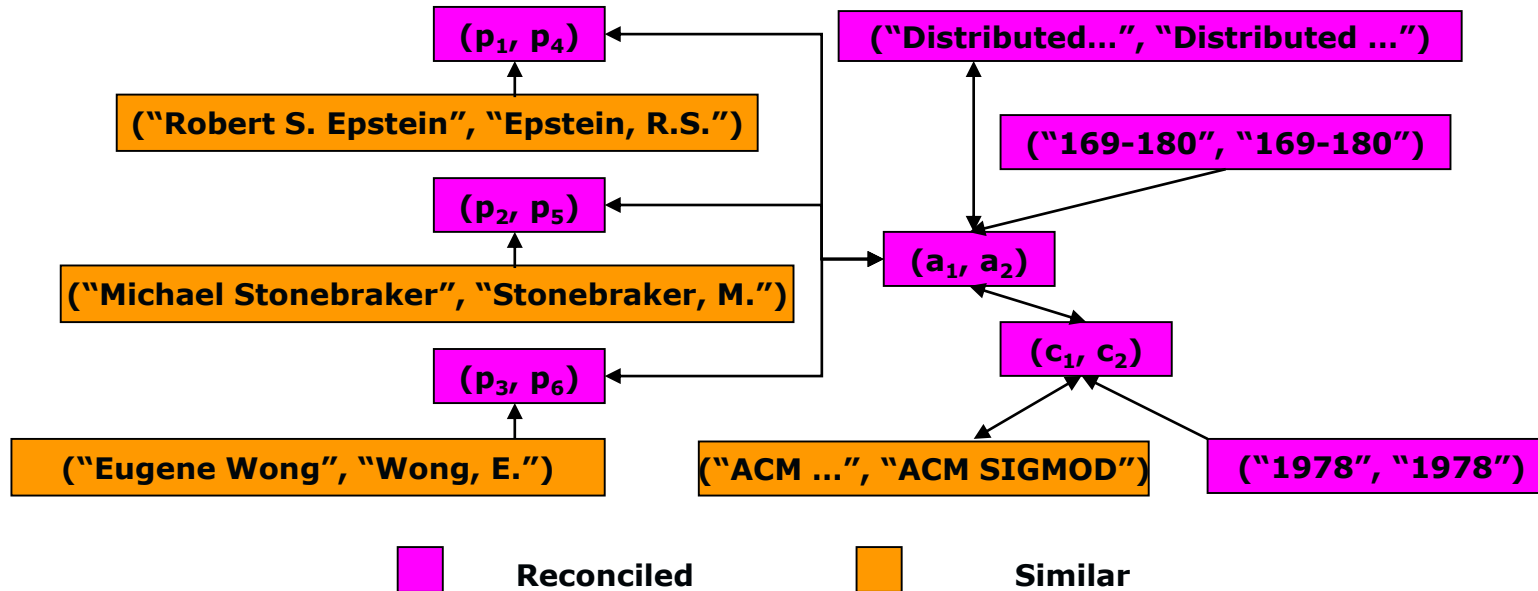 (p₁, p₄)
(“Distributed...”, “Distributed ...”)
(“Robert S. Epstein”, “Epstein, R.S.”)
(“169-180”, “169-180”)
(p₂, p₅)
(a₁, a₂)
(“Michael Stonebraker”, “Stonebraker, M.”)
(c₁, c₂)
(p₃, p₆)
(“Eugene Wong”, “Wong, E.”)
(“ACM ...”, “ACM SIGMOD”)
(“1978”, “1978”)
Reconciled
Similar